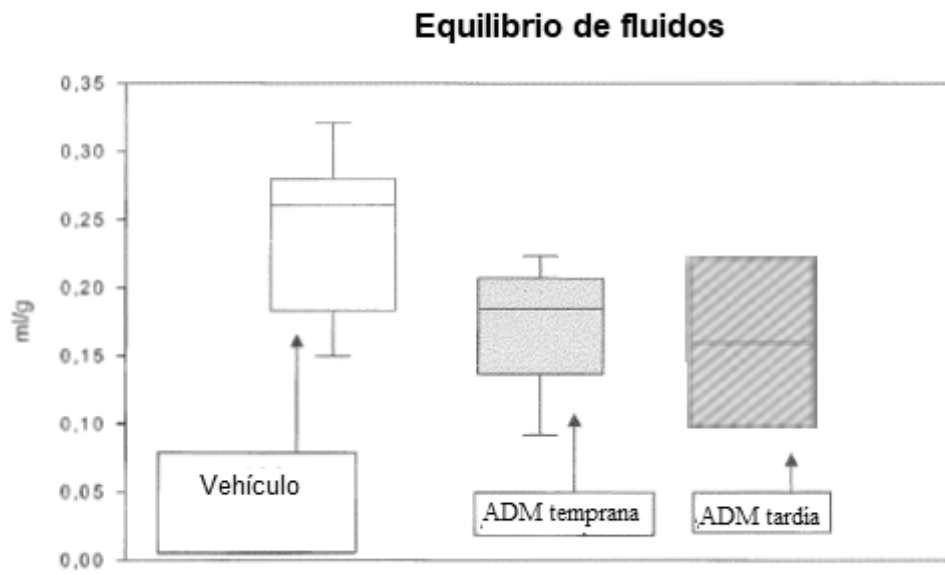 Equilibrio de fluidos
0,35
0,30
0,25
0,20
0,15
0,10
0,05
0,00
ml/g
Vehículo
ADM temprana
ADM tardía